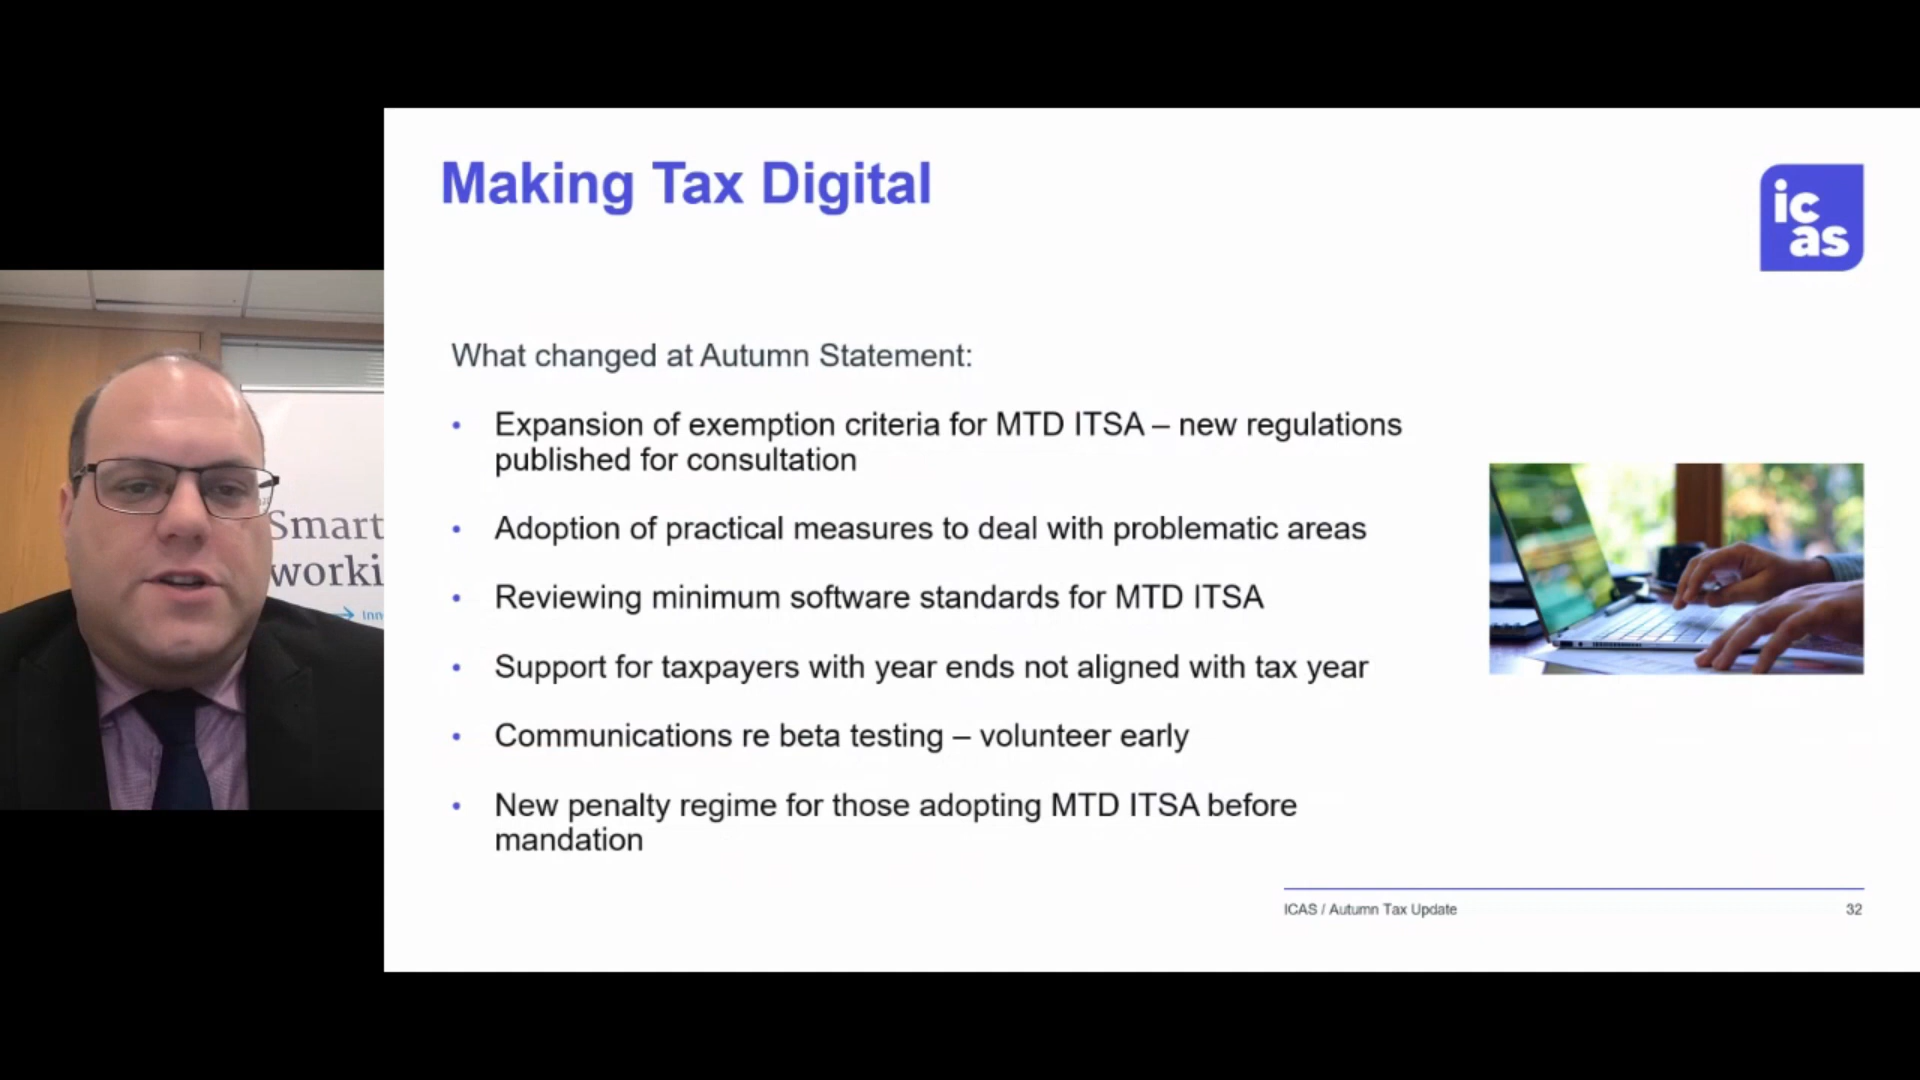 Making Tax Digital
ic
as
What changed at Autumn Statement:
• Expansion of exemption criteria for MTD ITSA – new regulations
published for consultation
• Adoption of practical measures to deal with problematic areas
• Reviewing minimum software standards for MTD ITSA
• Support for taxpayers with year ends not aligned with tax year
• Communications re beta testing – volunteer early
• New penalty regime for those adopting MTD ITSA before
mandation
ICAS / Autumn Tax Update
32
Smart
worki
→ Inn